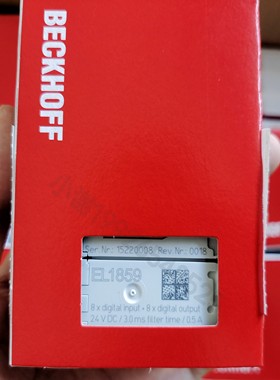 BECKHOFF
Ser.Nr.: 15220008 Rev.Nr.: 0018
EL1859
8 x digital input + 8 x digital output
24 V DC / 3.0 ms filter time / 0.5 A